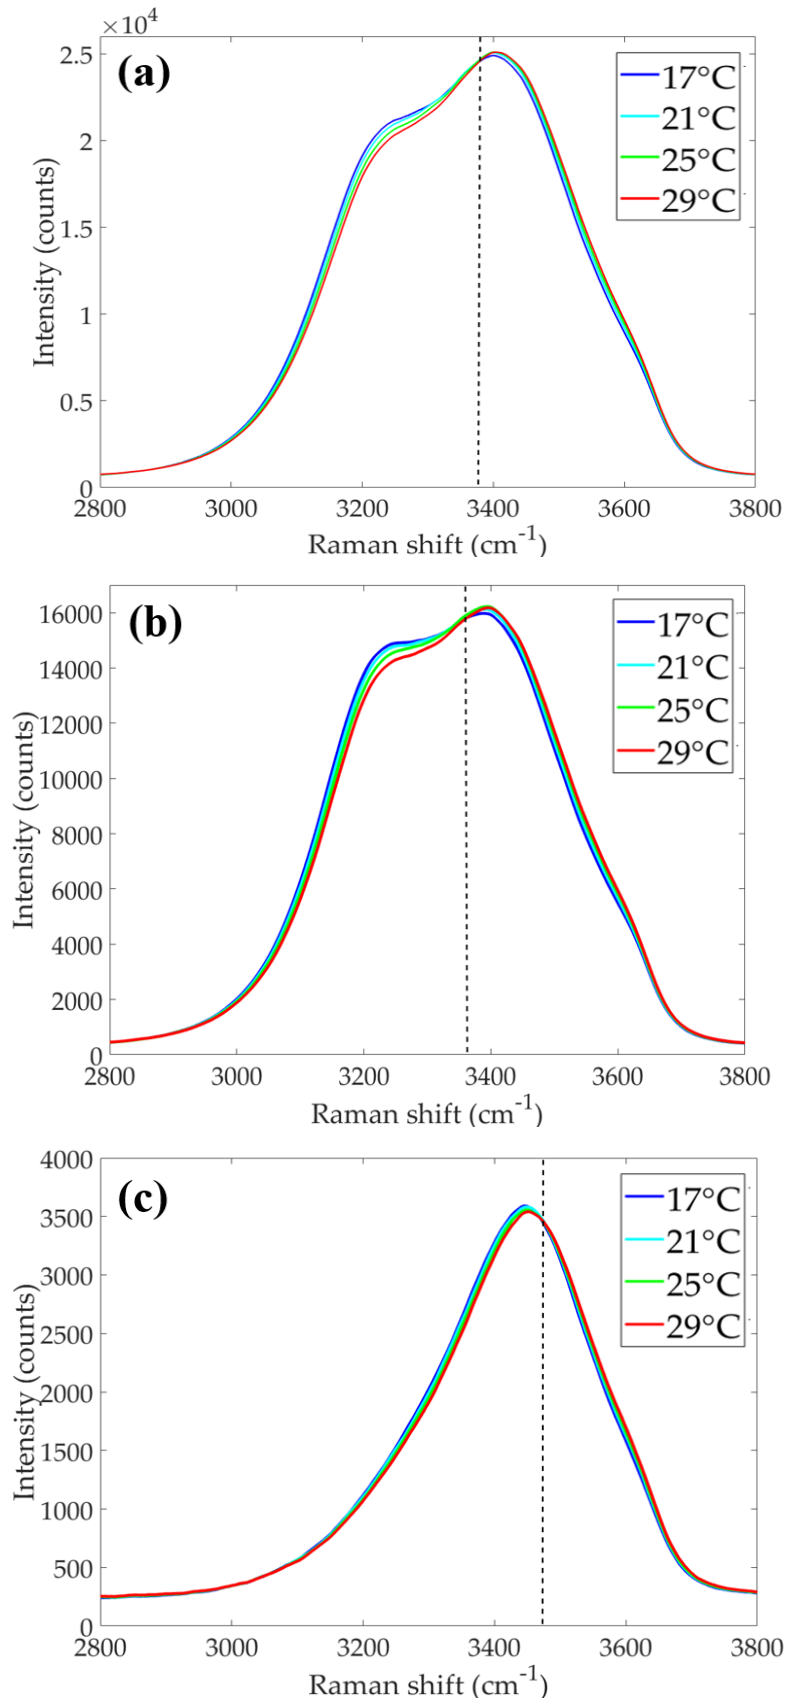 ×10⁴
(a)
2.5
2
1.5
1
0.5
0
Intensity (counts)
17°C
21°C
25°C
29°C
2800 3000 3200 3400 3600 3800
Raman shift (cm⁻¹)
(b)
16000
14000
12000
10000
8000
6000
4000
2000
0
Intensity (counts)
17°C
21°C
25°C
29°C
2800 3000 3200 3400 3600 3800
Raman shift (cm⁻¹)
(c)
4000
3500
3000
2500
2000
1500
1000
500
0
Intensity (counts)
17°C
21°C
25°C
29°C
2800 3000 3200 3400 3600 3800
Raman shift (cm⁻¹)